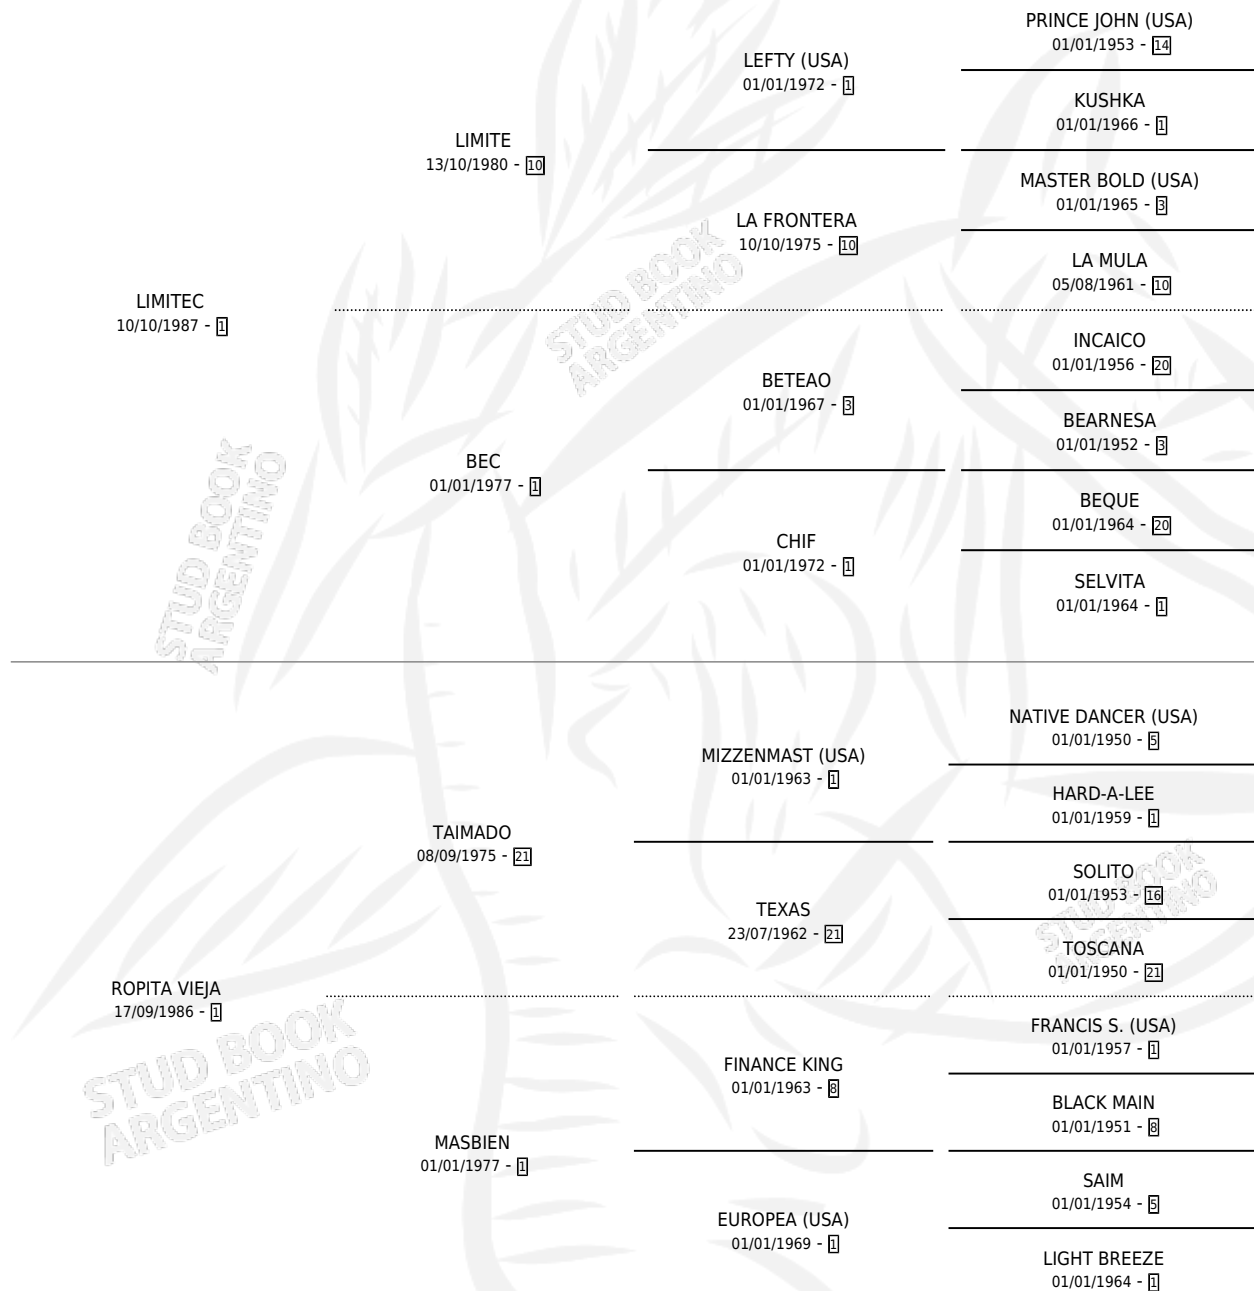 PRINCE JOHN (USA)
01/01/1953 - 14
LEFTY (USA)
01/01/1972 - 1
KUSHKA
01/01/1966 - 1
LIMITE
13/10/1980 - 10
MASTER BOLD (USA)
01/01/1965 - 3
LA FRONTERA
10/10/1975 - 10
LA MULA
05/08/1961 - 10
LIMITEC
10/10/1987 - 1
STUD BOOK
ARGENTINO
INCAICO
01/01/1956 - 20
BETEAO
01/01/1967 - 3
BEARNESA
01/01/1952 - 3
BEC
01/01/1977 - 1
BEQUE
01/01/1964 - 20
CHIF
01/01/1972 - 1
SELVITA
01/01/1964 - 1
STUD BOOK
ARGENTINO
NATIVE DANCER (USA)
01/01/1950 - 5
MIZZENMAST (USA)
01/01/1963 - 1
HARD-A-LEE
01/01/1959 - 1
TAIMADO
08/09/1975 - 21
SOLITO
01/01/1953 - 16
TEXAS
23/07/1962 - 21
STUD BOOK
ARGENTINO
TOSCANA
01/01/1950 - 21
ROPITA VIEJA
17/09/1986 - 1
FRANCIS S. (USA)
01/01/1957 - 1
FINANCE KING
01/01/1963 - 8
STUD BOOK
ARGENTINO
BLACK MAIN
01/01/1951 - 8
MASBIEN
01/01/1977 - 1
SAIM
01/01/1954 - 5
EUROPEA (USA)
01/01/1969 - 1
LIGHT BREEZE
01/01/1964 - 1